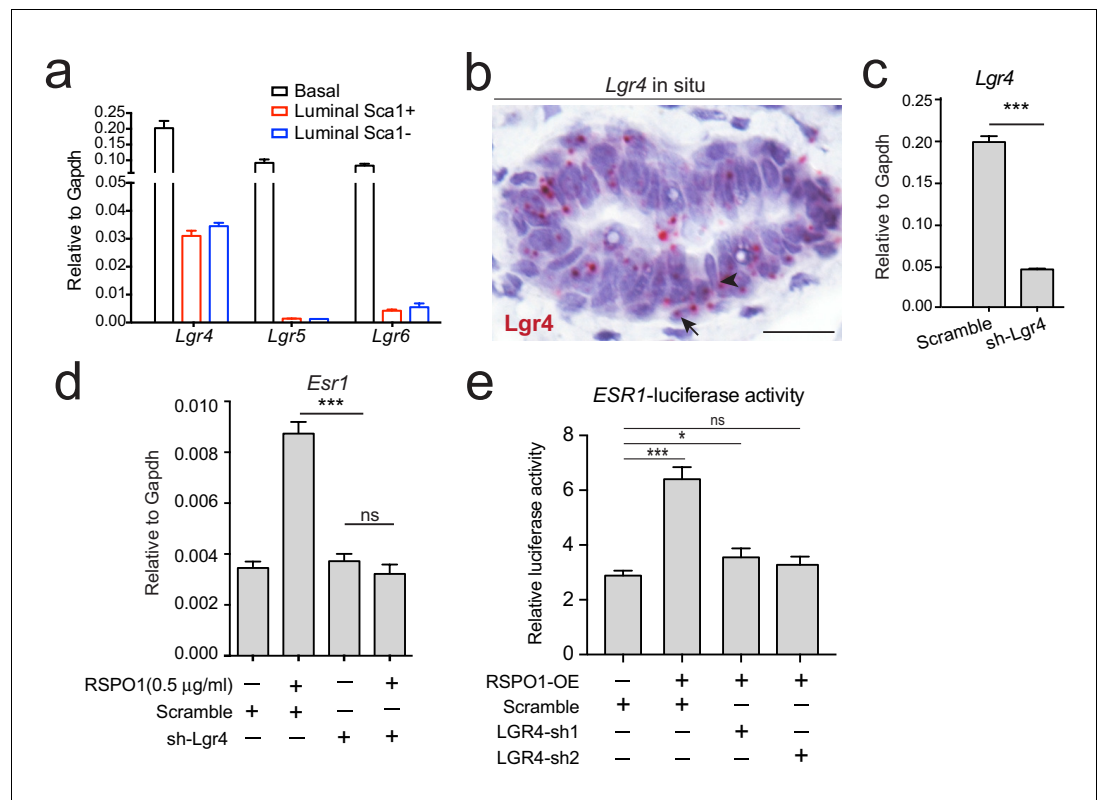 a
Basal
Luminal Sca1+
Luminal Sca1-
Relative to Gapdh
0.25
0.20
0.15
0.10
0.05
0.04
0.03
0.02
0.01
0.00
Lgr4 Lgr5 Lgr6
b
Lgr4 in situ
Lgr4
c
Lgr4
***
Relative to Gapdh
0.25
0.20
0.15
0.10
0.05
0.00
Scramble sh-Lgr4
d
Esr1
***
ns
Relative to Gapdh
0.010
0.008
0.006
0.004
0.002
0.000
RSPO1(0.5 μg/ml) — + — +
Scramble + + — —
sh-Lgr4 — — + +
e
ESR1-luciferase activity
ns
*
***
Relative luciferase activity
8
6
4
2
0
RSPO1-OE — + + +
Scramble + + — —
LGR4-sh1 — — + —
LGR4-sh2 — — — +